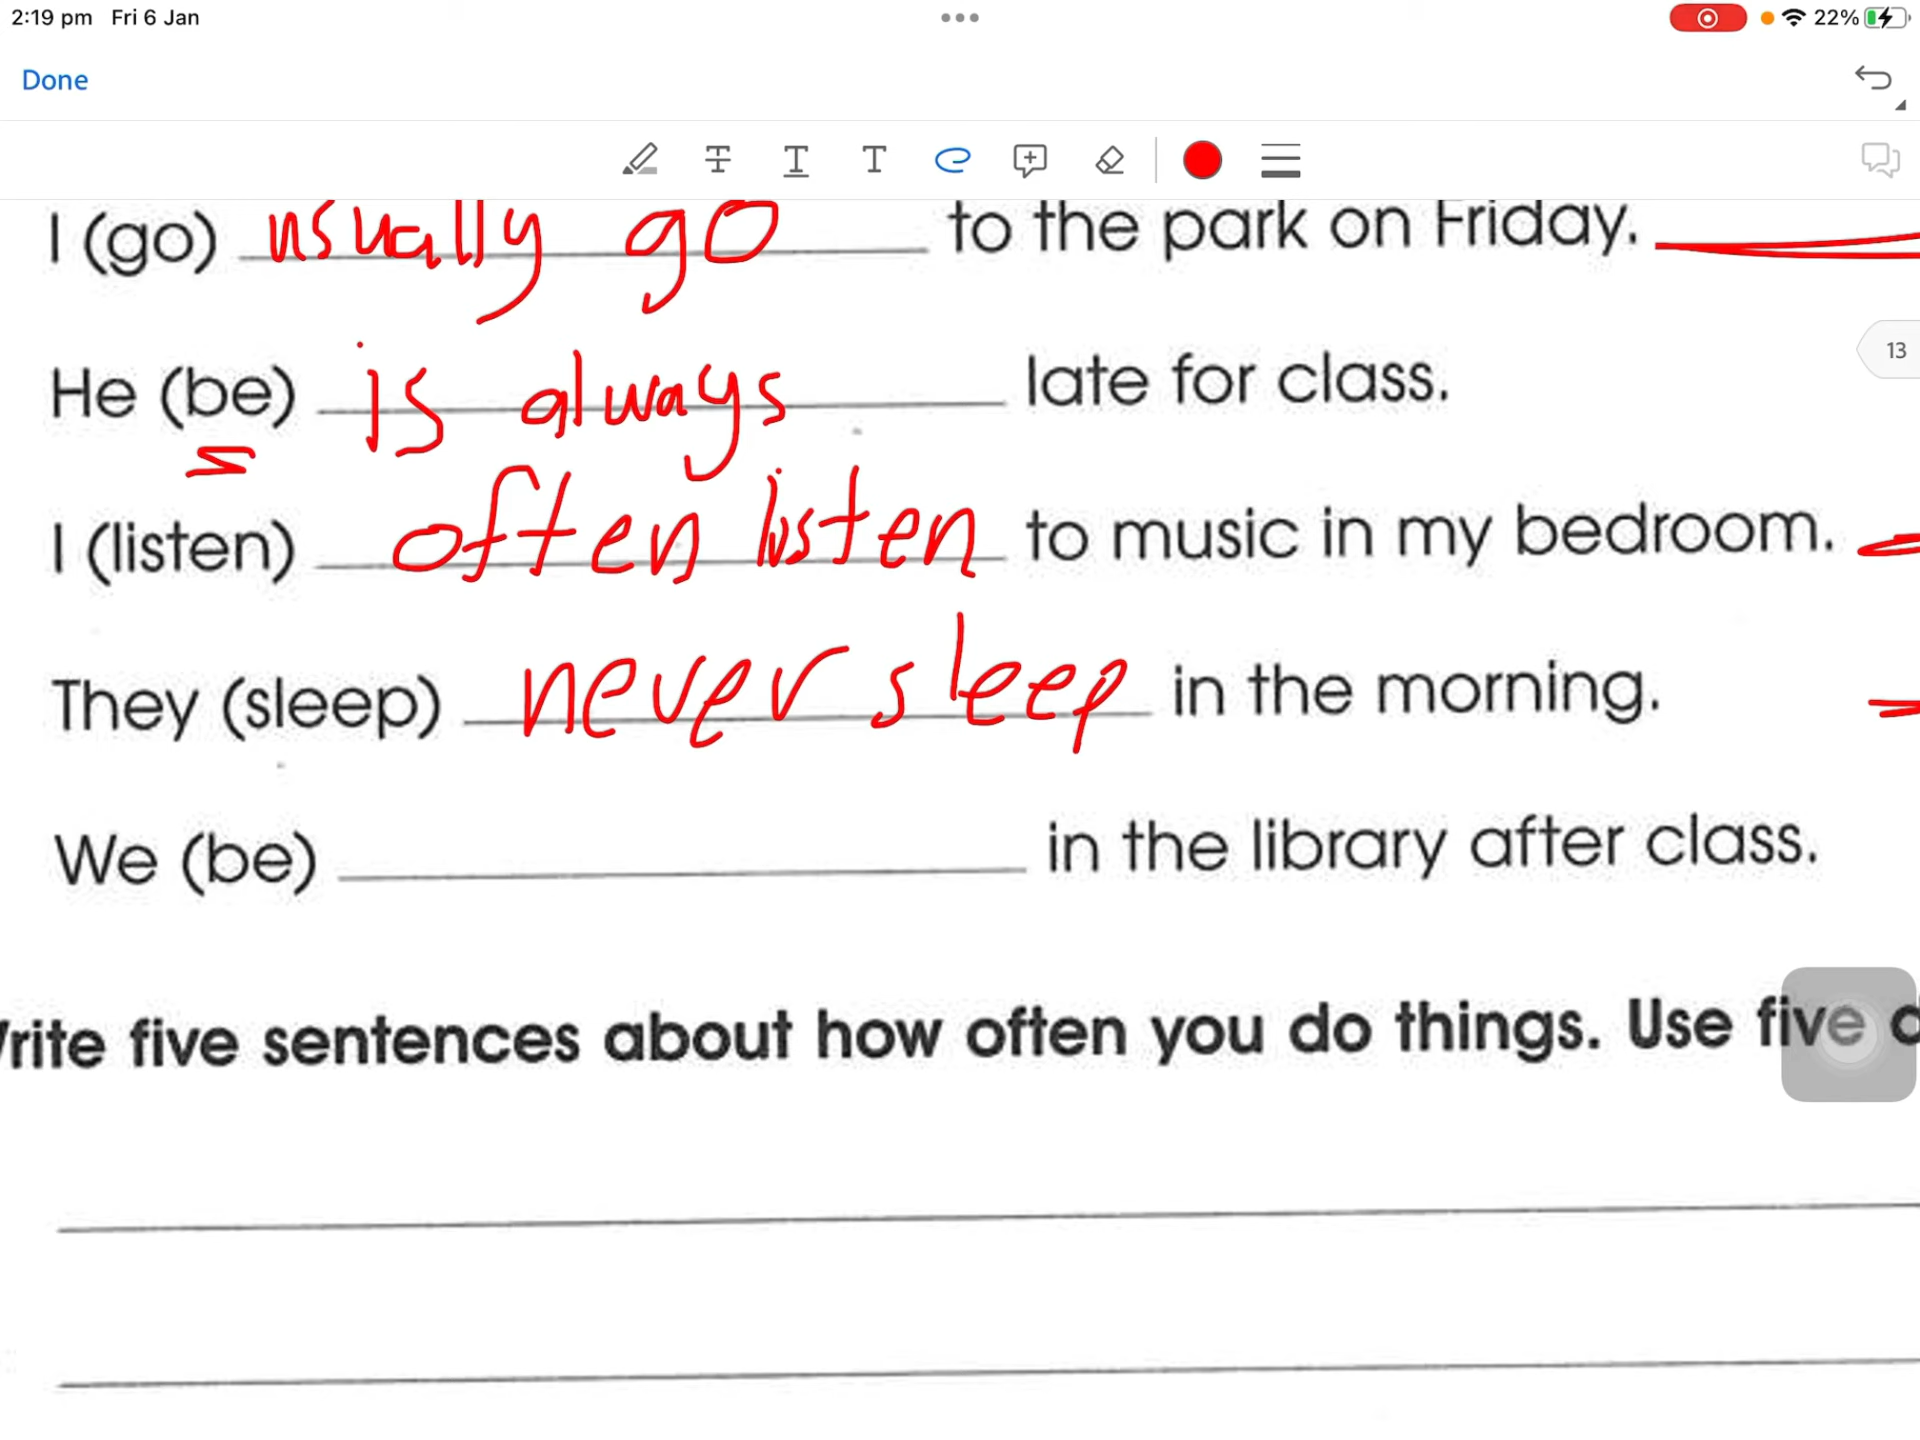 2:19 pm Fri 6 Jan 22%
Done
I (go) usually go to the park on Friday.
He (be) is always late for class.
13
I (listen) often listen to music in my bedroom.
They (sleep) never sleep in the morning.
We (be) in the library after class.
rite five sentences about how often you do things. Use five